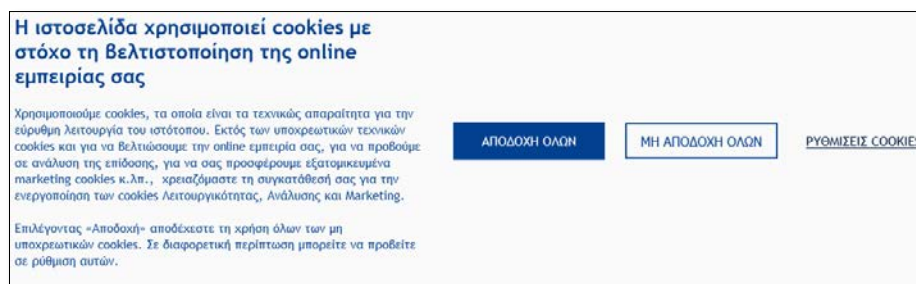 Η ιστοσελίδα χρησιμοποιεί cookies με
στόχο τη βελτιστοποίηση της online
εμπειρίας σας
Χρησιμοποιούμε cookies, τα οποία είναι τα τεχνικώς απαραίτητα για την
εύρυθμη λειτουργία του ιστότοπου. Εκτός των υποχρεωτικών τεχνικών
cookies και για να βελτιώσουμε την online εμπειρία σας, για να προβούμε
σε ανάλυση της επίδοσης, για να σας προσφέρουμε εξατομικευμένα
marketing cookies κ.λπ., χρειαζόμαστε τη συγκατάθεσή σας για την
ενεργοποίηση των cookies Λειτουργικότητας, Ανάλυσης και Marketing.
Επιλέγοντας «Αποδοχή» αποδέχεστε τη χρήση όλων των μη
υποχρεωτικών cookies. Σε διαφορετική περίπτωση μπορείτε να προβείτε
σε ρύθμιση αυτών.
ΑΠΟΔΟΧΗ ΟΛΩΝ
ΜΗ ΑΠΟΔΟΧΗ ΟΛΩΝ
ΡΥΘΜΙΣΕΙΣ COOKIES